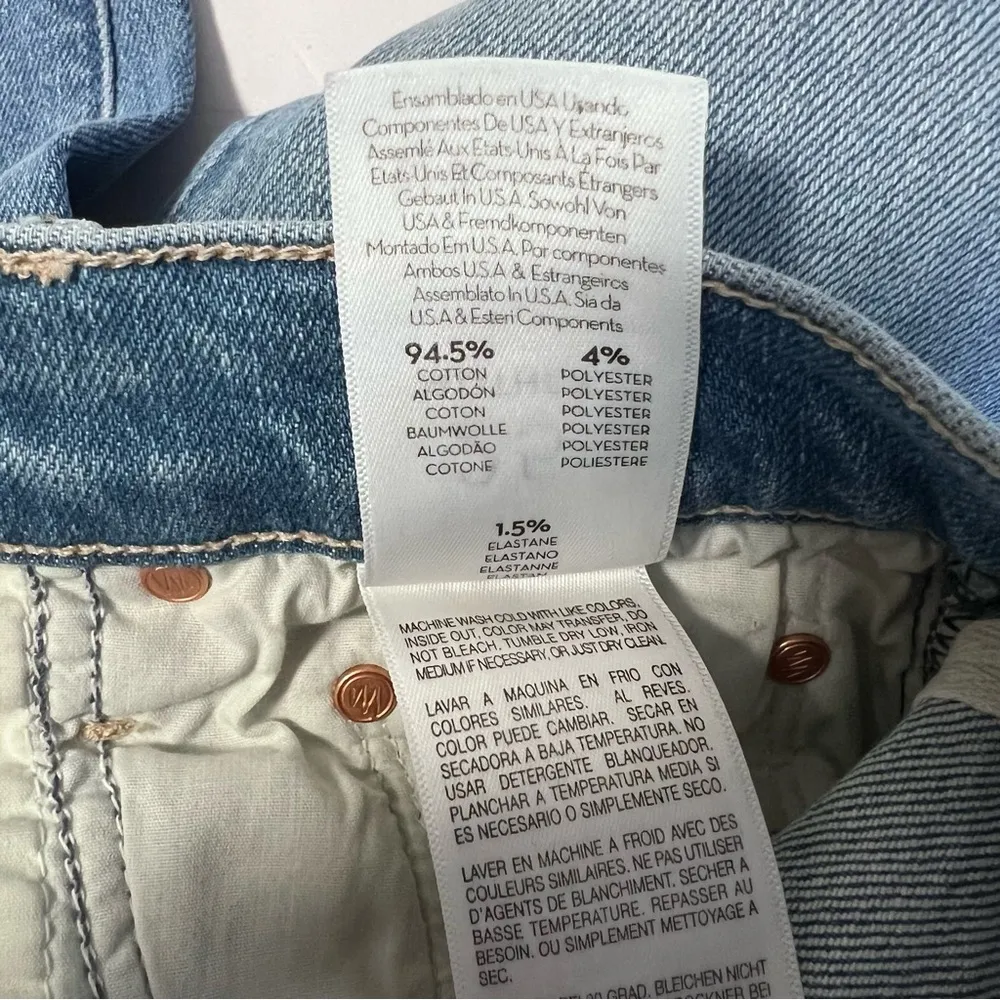 Ensamblado en USA Usando
Componentes De USA Y Extranjeros
Assemlé Aux Etats-Unis A La Fois Par
Etats-Unis Et Composants Étrangers
Gebaut In U.S.A. Sowohl Von
USA & Fremdkomponenten
Montado Em U.S.A. Por componentes
Ambos U.S.A & Estrangeiros
Assemblato In U.S.A. Sia da
U.S.A & Esteri Components
94.5% 4%
COTTON POLYESTER
ALGODÓN POLYESTER
COTON POLYESTER
BAUMWOLLE POLYESTER
ALGODÃO POLYESTER
COTONE POLIESTERE
1.5%
ELASTANE
ELASTANO
ELASTANNE
ELASTAN
MACHINE WASH COLD WITH LIKE COLORS,
INSIDE OUT, COLOR MAY TRANSFER, DO
NOT BLEACH, TUMBLE DRY LOW, IRON
MEDIUM IF NECESSARY, OR JUST DRY CLEAN.
LAVAR A MAQUINA EN FRIO CON
COLORES SIMILARES. AL REVES.
COLOR PUEDE CAMBIAR. SECAR EN
SECADORA A BAJA TEMPERATURA. NO
USAR DETERGENTE BLANQUEADOR.
PLANCHAR A TEMPERATURA MEDIA SI
ES NECESARIO O SIMPLEMENTE SECO.
LAVER EN MACHINE A FROID AVEC DES
COULEURS SIMILAIRES. NE PAS UTILISER
D'AGENTS DE BLANCHIMENT. SECHER A
BASSE TEMPERATURE. REPASSER AU
BESOIN. OU SIMPLEMENT METTOYAGE A
SEC.
GRAD. BLEICHEN NICHT
BEI